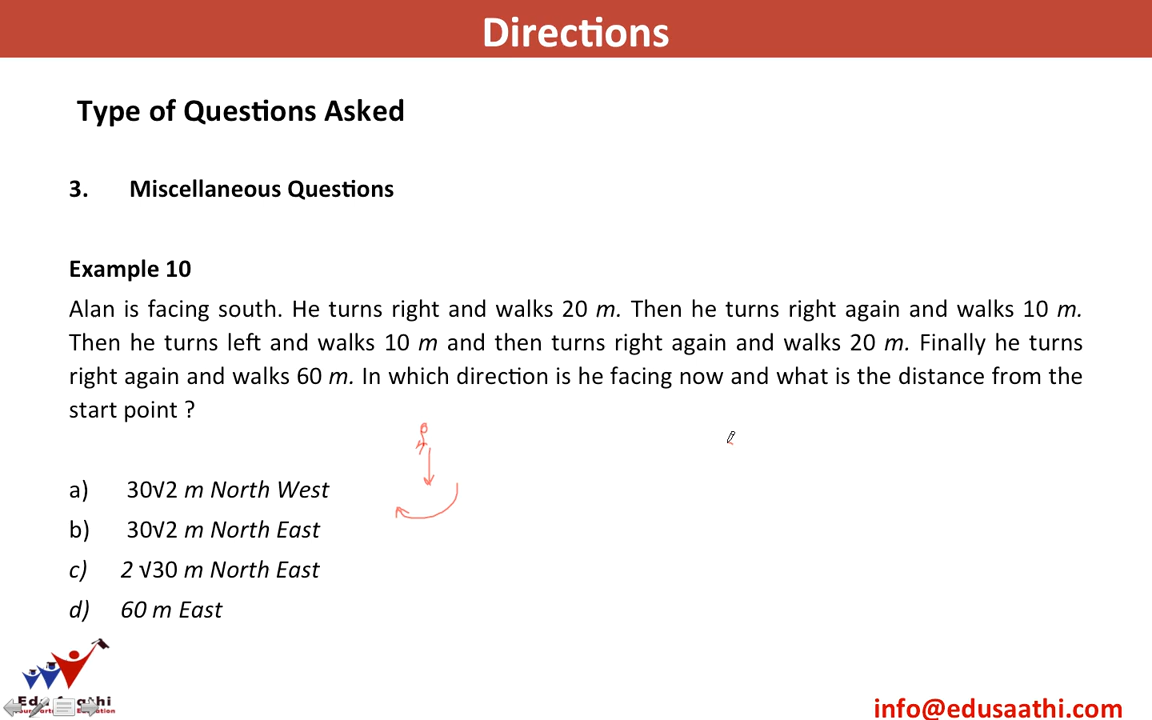 Directions
Type of Questions Asked
3. Miscellaneous Questions
Example 10
Alan is facing south. He turns right and walks 20 m. Then he turns right again and walks 10 m.
Then he turns left and walks 10 m and then turns right again and walks 20 m. Finally he turns
right again and walks 60 m. In which direction is he facing now and what is the distance from the
start point ?
a) 30√2 m North West
b) 30√2 m North East
c) 2 √30 m North East
d) 60 m East
info@edusaathi.com